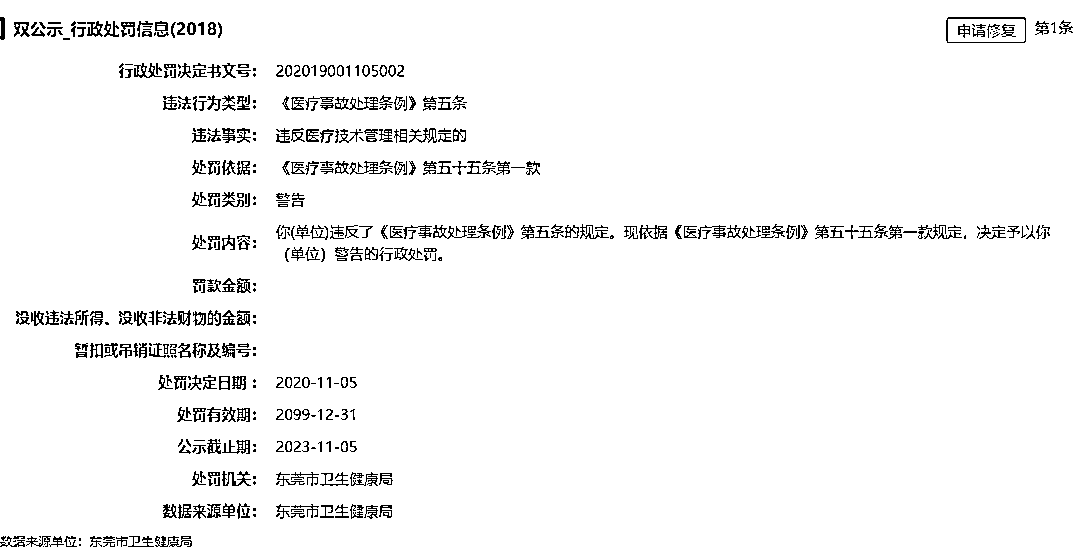 双公示_行政处罚信息(2018)
申请修复 第1条
行政处罚决定书文号： 202019001105002
违法行为类型： 《医疗事故处理条例》第五条
违法事实： 违反医疗技术管理相关规定的
处罚依据： 《医疗事故处理条例》第五十五条第一款
处罚类别： 警告
处罚内容： 你(单位)违反了《医疗事故处理条例》第五条的规定。现依据《医疗事故处理条例》第五十五条第一款规定，决定予以你
（单位）警告的行政处罚。
罚款金额：
没收违法所得、没收非法财物的金额：
暂扣或吊销证照名称及编号：
处罚决定日期 ： 2020-11-05
处罚有效期： 2099-12-31
公示截止期： 2023-11-05
处罚机关： 东莞市卫生健康局
数据来源单位： 东莞市卫生健康局
数据来源单位： 东莞市卫生健康局